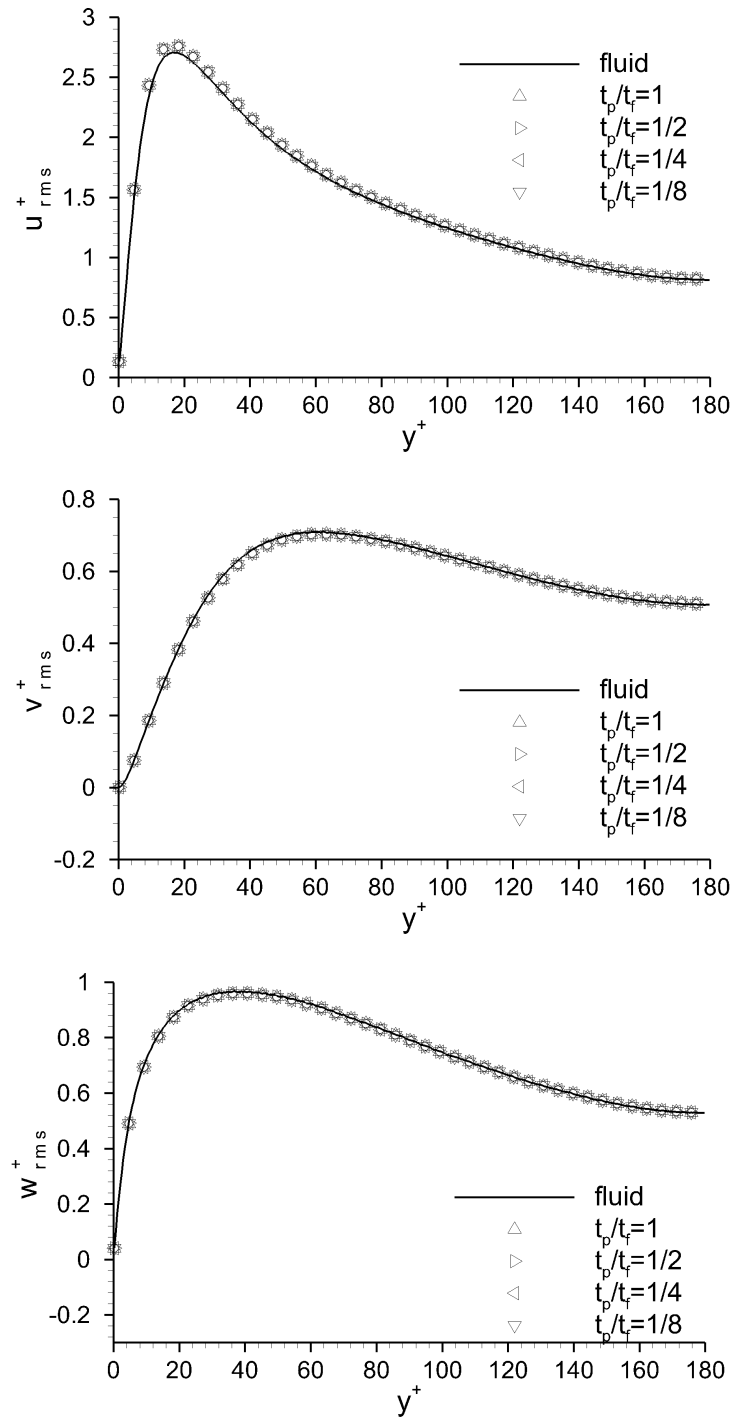 3
2.5
2
1.5
1
0.5
0
u⁺rms
fluid
tp/tf=1
tp/tf=1/2
tp/tf=1/4
tp/tf=1/8
0 20 40 60 80 100 120 140 160 180
y⁺
0.8
0.6
0.4
0.2
0
-0.2
v⁺rms
fluid
tp/tf=1
tp/tf=1/2
tp/tf=1/4
tp/tf=1/8
0 20 40 60 80 100 120 140 160 180
y⁺
1
0.8
0.6
0.4
0.2
0
-0.2
w⁺rms
fluid
tp/tf=1
tp/tf=1/2
tp/tf=1/4
tp/tf=1/8
0 20 40 60 80 100 120 140 160 180
y⁺